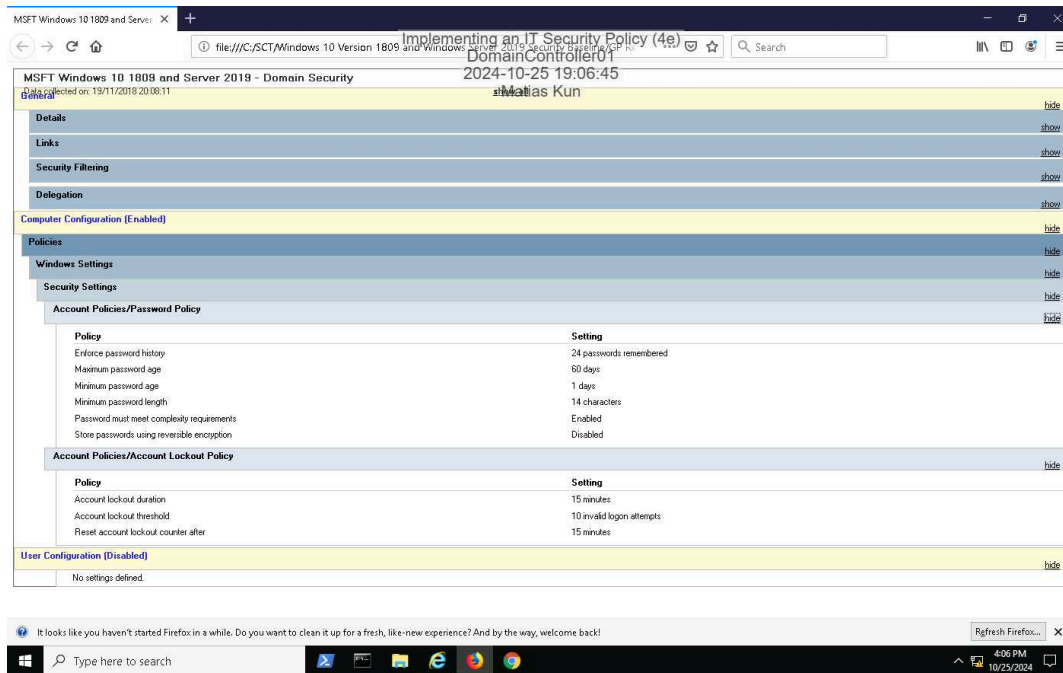 MSFT Windows 10 1809 and Server
Implementing an IT Security Policy (4e)
file:///C:/SCT/Windows 10 Version 1809 and Windows Server 2019 Security Baseline/GP R
Search
DomainController01
MSFT Windows 10 1809 and Server 2019 - Domain Security
2024-10-25 19:06:45
Data collected on: 19/11/2018 20:08:11
show all
Matias Kun
General
hide
Details
show
Links
show
Security Filtering
show
Delegation
show
Computer Configuration (Enabled)
hide
Policies
hide
Windows Settings
hide
Security Settings
hide
Account Policies/Password Policy
hide
Policy Setting
Enforce password history 24 passwords remembered
Maximum password age 60 days
Minimum password age 1 days
Minimum password length 14 characters
Password must meet complexity requirements Enabled
Store passwords using reversible encryption Disabled
Account Policies/Account Lockout Policy
hide
Policy Setting
Account lockout duration 15 minutes
Account lockout threshold 10 invalid logon attempts
Reset account lockout counter after 15 minutes
User Configuration (Disabled)
hide
No settings defined.
It looks like you haven't started Firefox in a while. Do you want to clean it up for a fresh, like-new experience? And by the way, welcome back! Refresh Firefox...
Type here to search
4:06 PM
10/25/2024